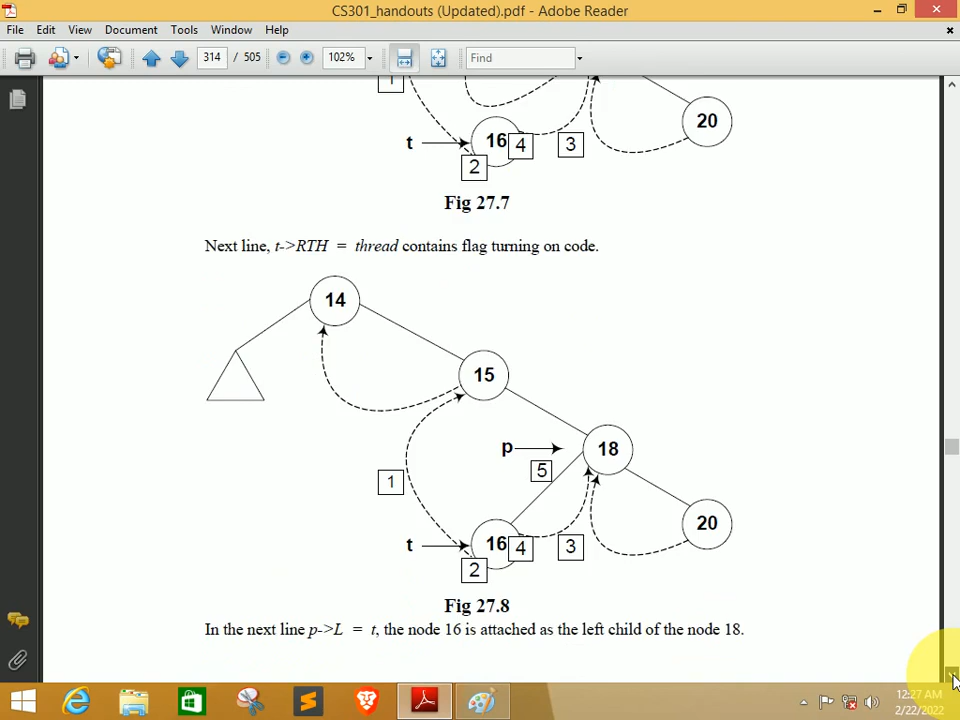 CS301_handouts (Updated).pdf - Adobe Reader
File Edit View Document Tools Window Help
314 / 505 102% Find
1
20
t 16 4 3
2
Fig 27.7
Next line, t->RTH = thread contains flag turning on code.
14
15
p 18
5
1
20
t 16 4 3
2
Fig 27.8
In the next line p->L = t, the node 16 is attached as the left child of the node 18.
12:27 AM
2/22/2022